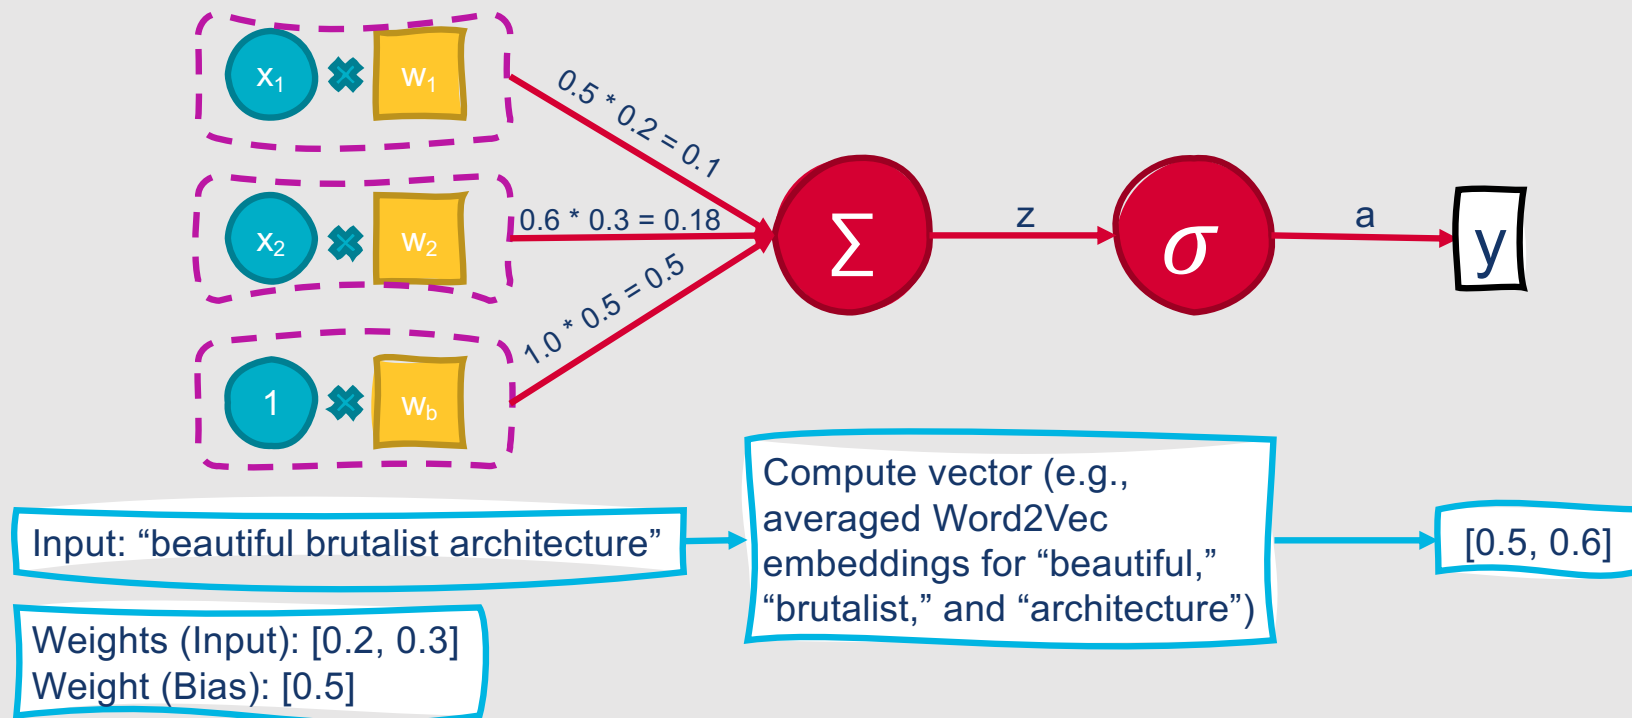 x₁ × w₁
0.5 * 0.2 = 0.1
x₂ × w₂
0.6 * 0.3 = 0.18
1 × w_b
1.0 * 0.5 = 0.5
∑
z
σ
a
y
Input: “beautiful brutalist architecture”
Compute vector (e.g.,
averaged Word2Vec
embeddings for “beautiful,”
“brutalist,” and “architecture”)
[0.5, 0.6]
Weights (Input): [0.2, 0.3]
Weight (Bias): [0.5]